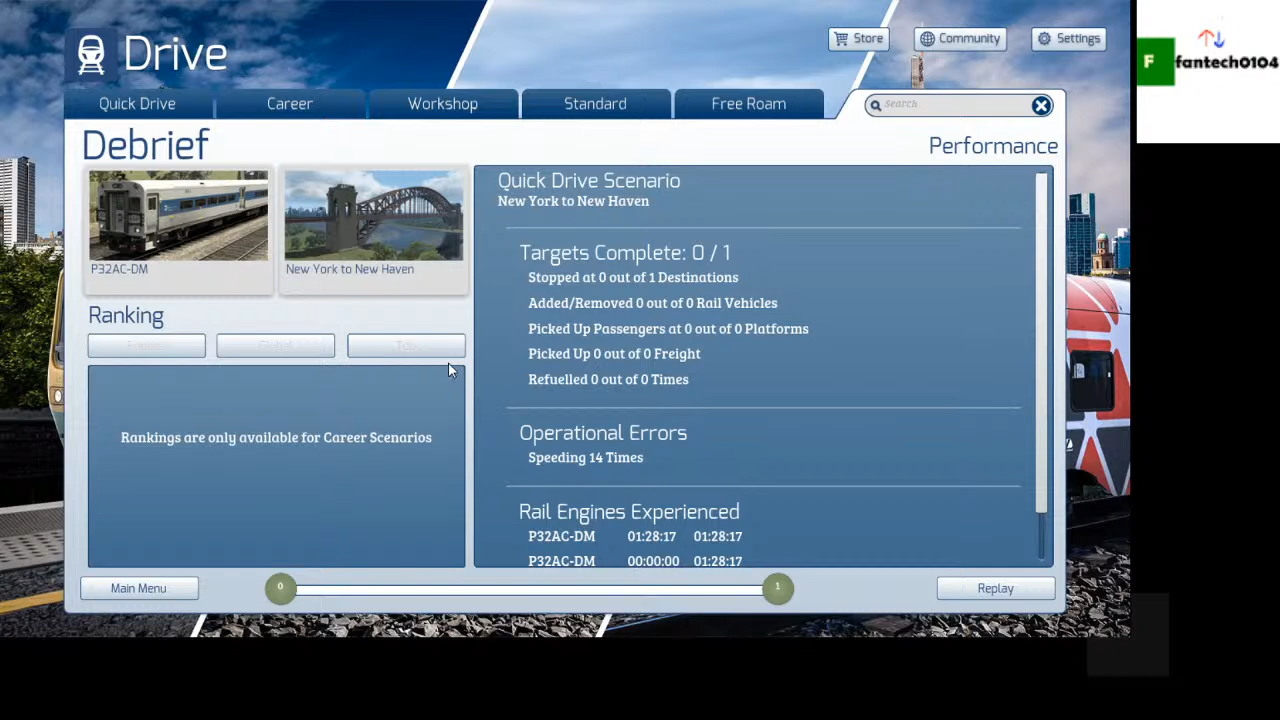 Drive
Store
Community
Settings
F
fantech0104
Quick Drive
Career
Workshop
Standard
Free Roam
Search
Debrief
Performance
P32AC-DM
New York to New Haven
Ranking
Rankings are only available for Career Scenarios
Quick Drive Scenario
New York to New Haven
Targets Complete: 0 / 1
Stopped at 0 out of 1 Destinations
Added/Removed 0 out of 0 Rail Vehicles
Picked Up Passengers at 0 out of 0 Platforms
Picked Up 0 out of 0 Freight
Refuelled 0 out of 0 Times
Operational Errors
Speeding 14 Times
Rail Engines Experienced
P32AC-DM 01:28:17 01:28:17
P32AC-DM 00:00:00 01:28:17
Main Menu
0
1
Replay